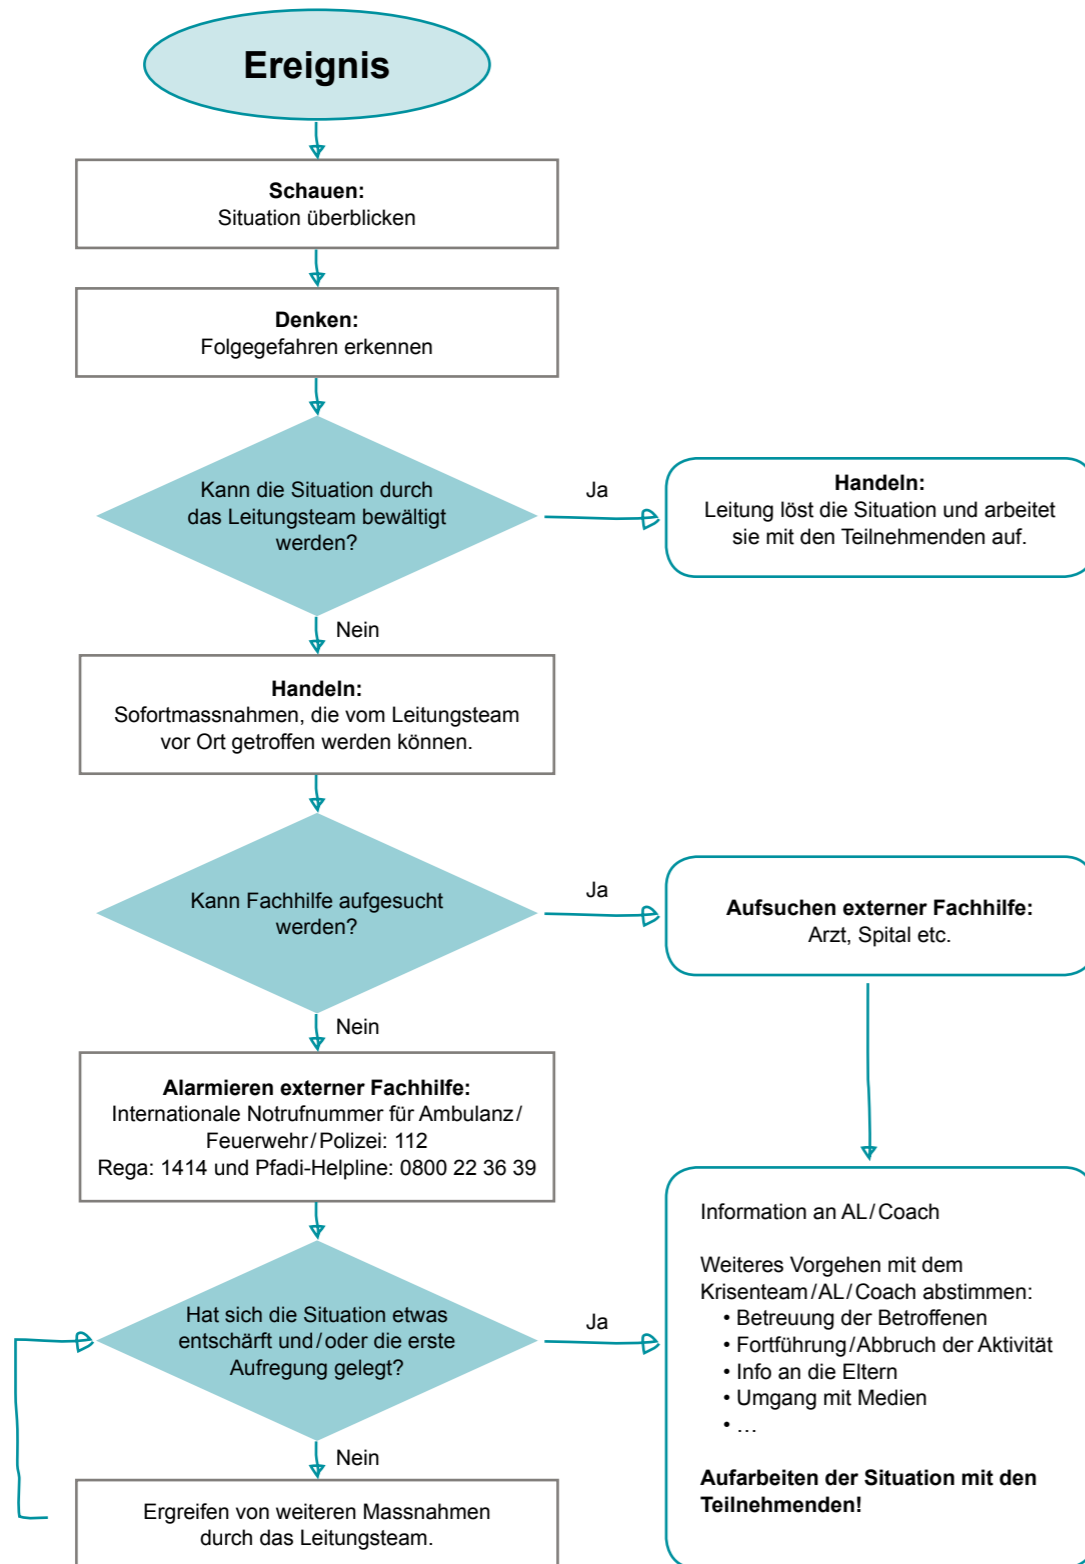 Ereignis
Schauen:
Situation überblicken
Denken:
Folgegefahren erkennen
Kann die Situation durch
das Leitungsteam bewältigt
werden?
Ja
Handeln:
Leitung löst die Situation und arbeitet
sie mit den Teilnehmenden auf.
Nein
Handeln:
Sofortmassnahmen, die vom Leitungsteam
vor Ort getroffen werden können.
Kann Fachhilfe aufgesucht
werden?
Ja
Aufsuchen externer Fachhilfe:
Arzt, Spital etc.
Nein
Alarmieren externer Fachhilfe:
Internationale Notrufnummer für Ambulanz/
Feuerwehr/Polizei: 112
Rega: 1414 und Pfadi-Helpline: 0800 22 36 39
Hat sich die Situation etwas
entschärft und/oder die erste
Aufregung gelegt?
Ja
Information an AL/Coach
Weiteres Vorgehen mit dem
Krisenteam/AL/Coach abstimmen:
• Betreuung der Betroffenen
• Fortführung/Abbruch der Aktivität
• Info an die Eltern
• Umgang mit Medien
• …
Aufarbeiten der Situation mit den
Teilnehmenden!
Nein
Ergreifen von weiteren Massnahmen
durch das Leitungsteam.